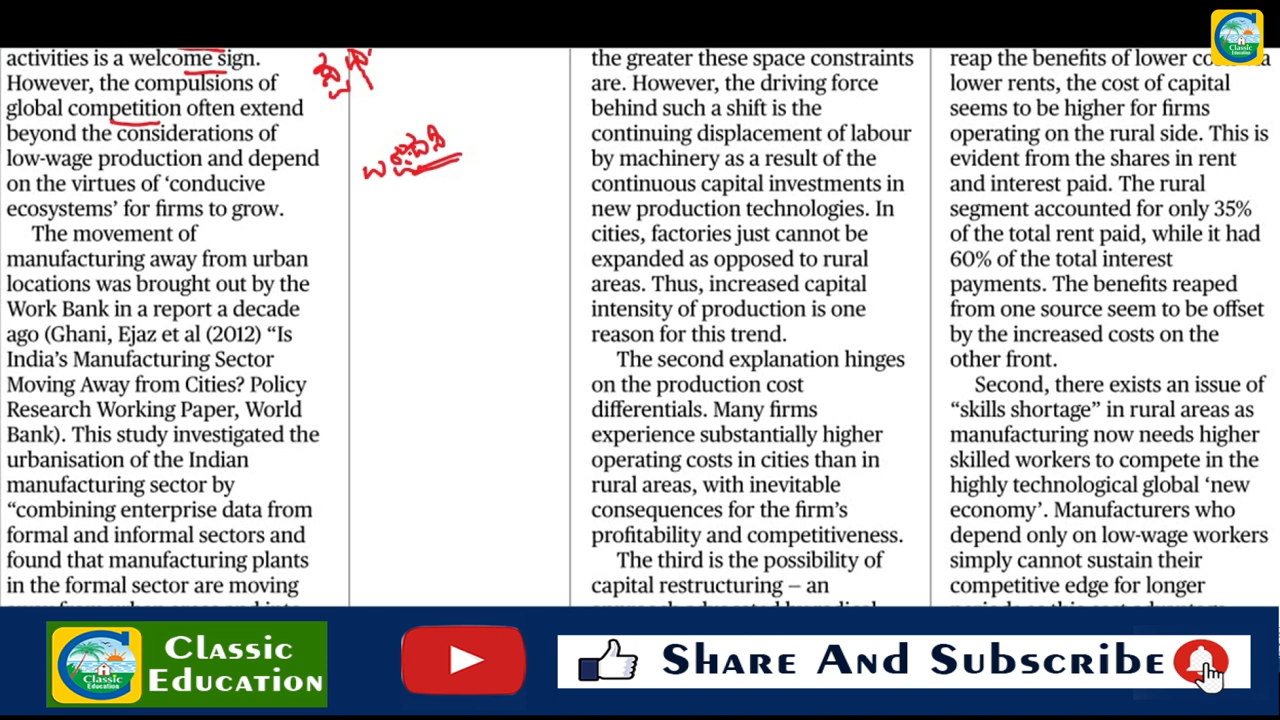 activities is a welcome sign.
However, the compulsions of
global competition often extend
beyond the considerations of
low-wage production and depend
on the virtues of ‘conducive
ecosystems’ for firms to grow.
The movement of
manufacturing away from urban
locations was brought out by the
Work Bank in a report a decade
ago (Ghani, Ejaz et al (2012) “Is
India’s Manufacturing Sector
Moving Away from Cities? Policy
Research Working Paper, World
Bank). This study investigated the
urbanisation of the Indian
manufacturing sector by
“combining enterprise data from
formal and informal sectors and
found that manufacturing plants
in the formal sector are moving
the greater these space constraints
are. However, the driving force
behind such a shift is the
continuing displacement of labour
by machinery as a result of the
continuous capital investments in
new production technologies. In
cities, factories just cannot be
expanded as opposed to rural
areas. Thus, increased capital
intensity of production is one
reason for this trend.
The second explanation hinges
on the production cost
differentials. Many firms
experience substantially higher
operating costs in cities than in
rural areas, with inevitable
consequences for the firm’s
profitability and competitiveness.
The third is the possibility of
capital restructuring — an
reap the benefits of lower
lower rents, the cost of capital
seems to be higher for firms
operating on the rural side. This is
evident from the shares in rent
and interest paid. The rural
segment accounted for only 35%
of the total rent paid, while it had
60% of the total interest
payments. The benefits reaped
from one source seem to be offset
by the increased costs on the
other front.
Second, there exists an issue of
“skills shortage” in rural areas as
manufacturing now needs higher
skilled workers to compete in the
highly technological global ‘new
economy’. Manufacturers who
depend only on low-wage workers
simply cannot sustain their
competitive edge for longer
Classic
Education
Classic
Education
Classic
Education
Share And Subscribe